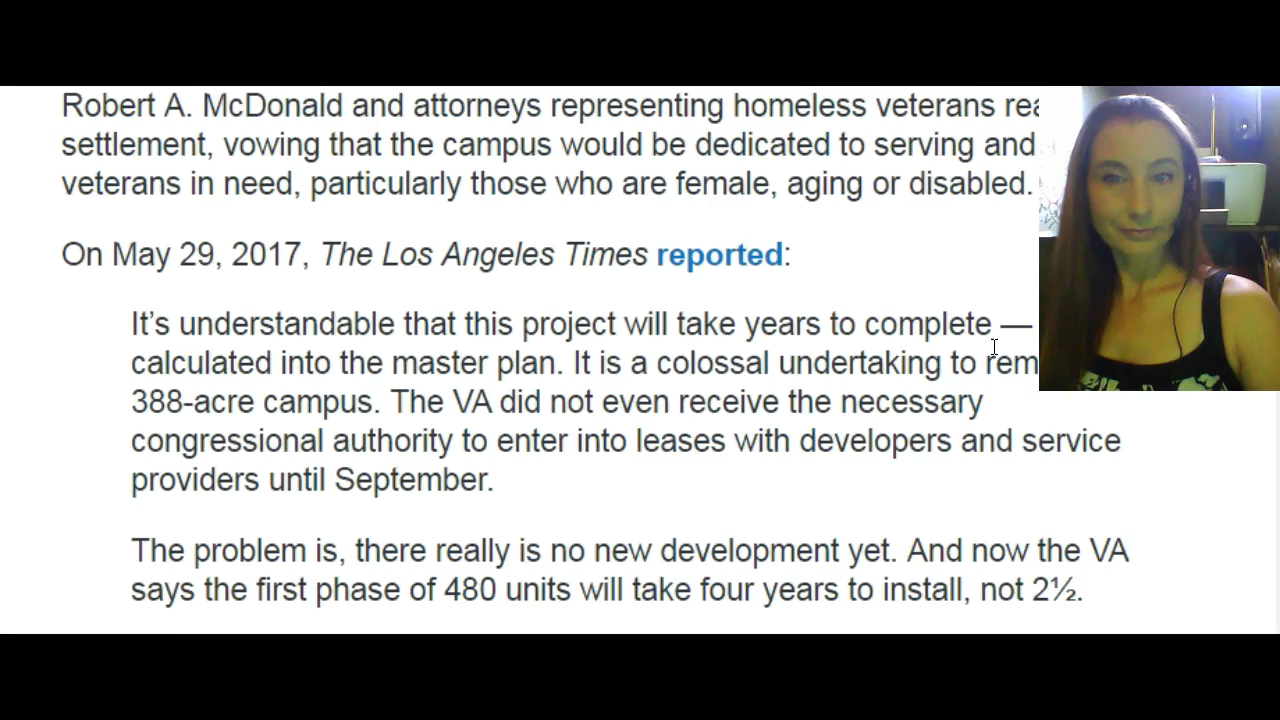 Robert A. McDonald and attorneys representing homeless veterans
settlement, vowing that the campus would be dedicated to serving and
veterans in need, particularly those who are female, aging or disabled.
On May 29, 2017, The Los Angeles Times reported:
It’s understandable that this project will take years to complete —
calculated into the master plan. It is a colossal undertaking to
388-acre campus. The VA did not even receive the necessary
congressional authority to enter into leases with developers and service
providers until September.
The problem is, there really is no new development yet. And now the VA
says the first phase of 480 units will take four years to install, not 2½.